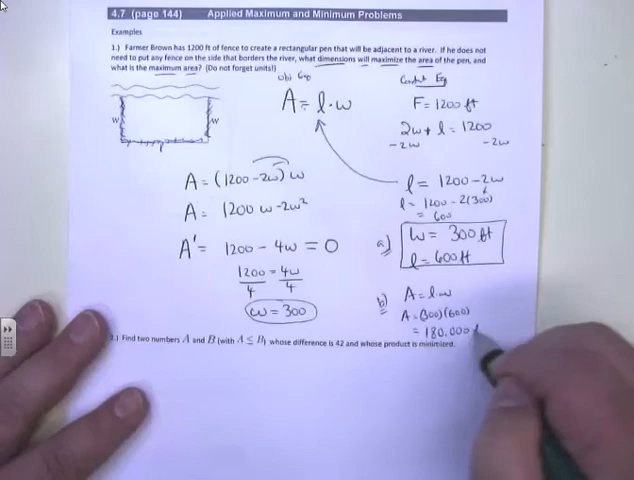 4.7 (page 144) Applied Maximum and Minimum Problems
Examples
1.) Farmer Brown has 1200 ft of fence to create a rectangular pen that will be adjacent to a river. If he does not
need to put any fence on the side that borders the river, what dimensions will maximize the area of the pen, and
what is the maximum area? (Do not forget units!)
A = l · w
F = 1200 ft
2w + l = 1200
-2w -2w
w w
l
A = (1200 - 2w) w
l = 1200 - 2w
l = 1200 - 2(300)
= 600
A = 1200 w - 2w²
A' = 1200 - 4w = 0
a) w = 300 ft
l = 600 ft
1200 = 4w
4 4
w = 300
b) A = l · w
A = (300)(600)
= 180,000
2.) Find two numbers A and B (with A ≤ B) whose difference is 42 and whose product is minimized.